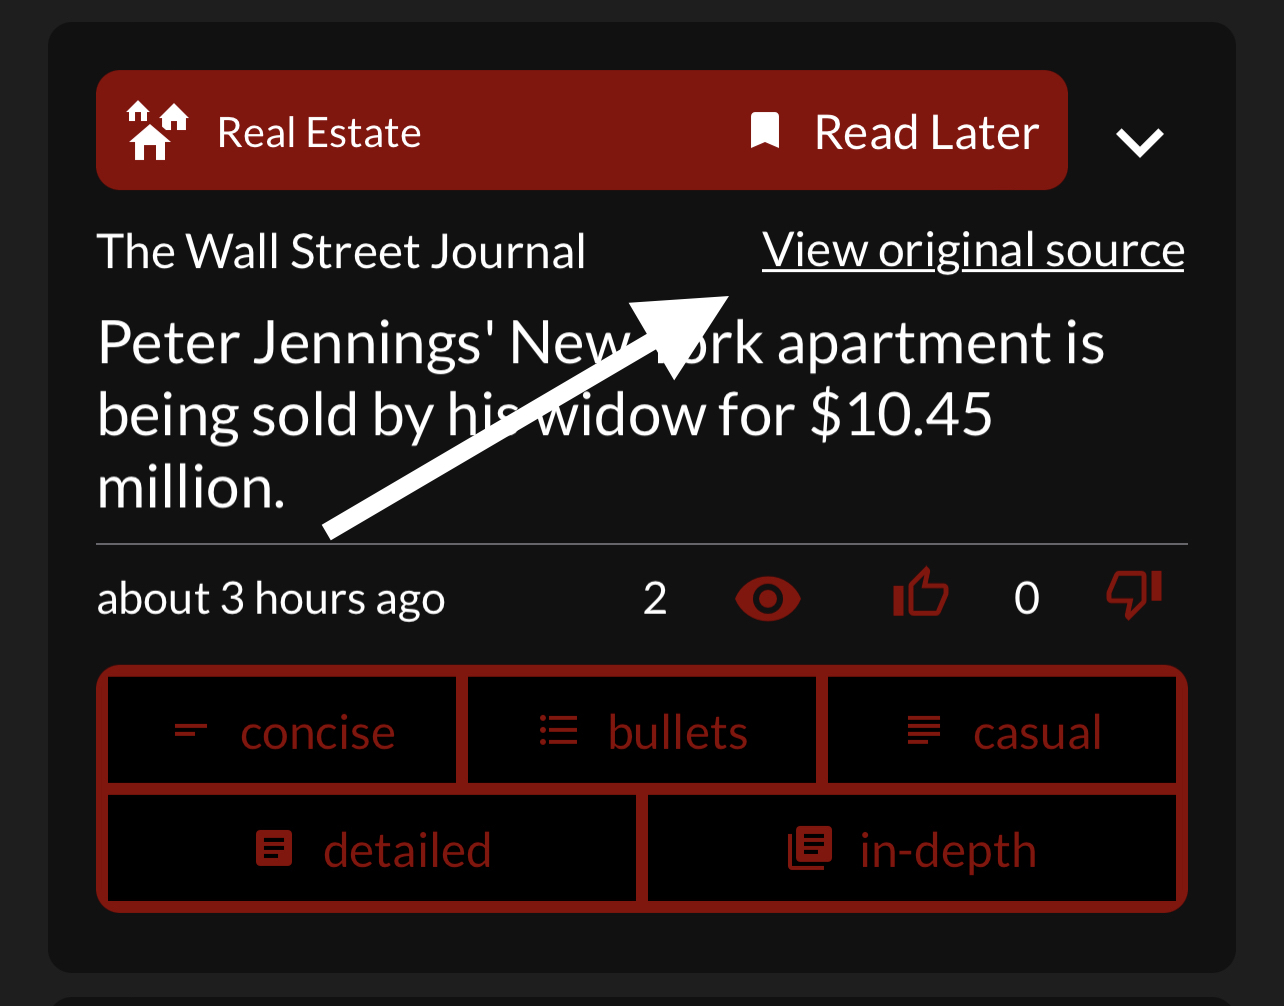 Real Estate Read Later
The Wall Street Journal View original source
Peter Jennings' New York apartment is
being sold by his widow for $10.45
million.
about 3 hours ago 2 0
concise bullets casual
detailed in-depth